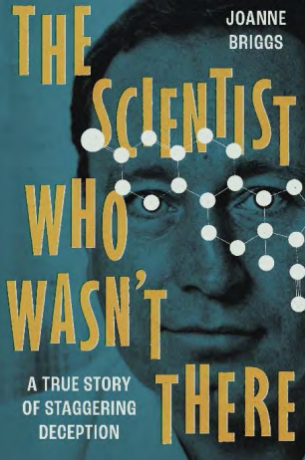 THE
JOANNE
BRIGGS
SCIENTIST
WHO
WASN'T
THERE
A TRUE STORY
OF STAGGERING
DECEPTION